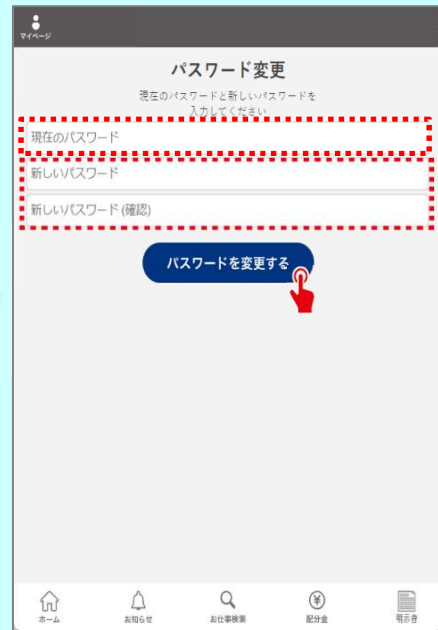 マイページ
パスワード変更
現在のパスワードと新しいパスワードを
入力してください
現在のパスワード
新しいパスワード
新しいパスワード (確認)
パスワードを変更する
ホーム
お知らせ
お仕事検索
配分金
明示書